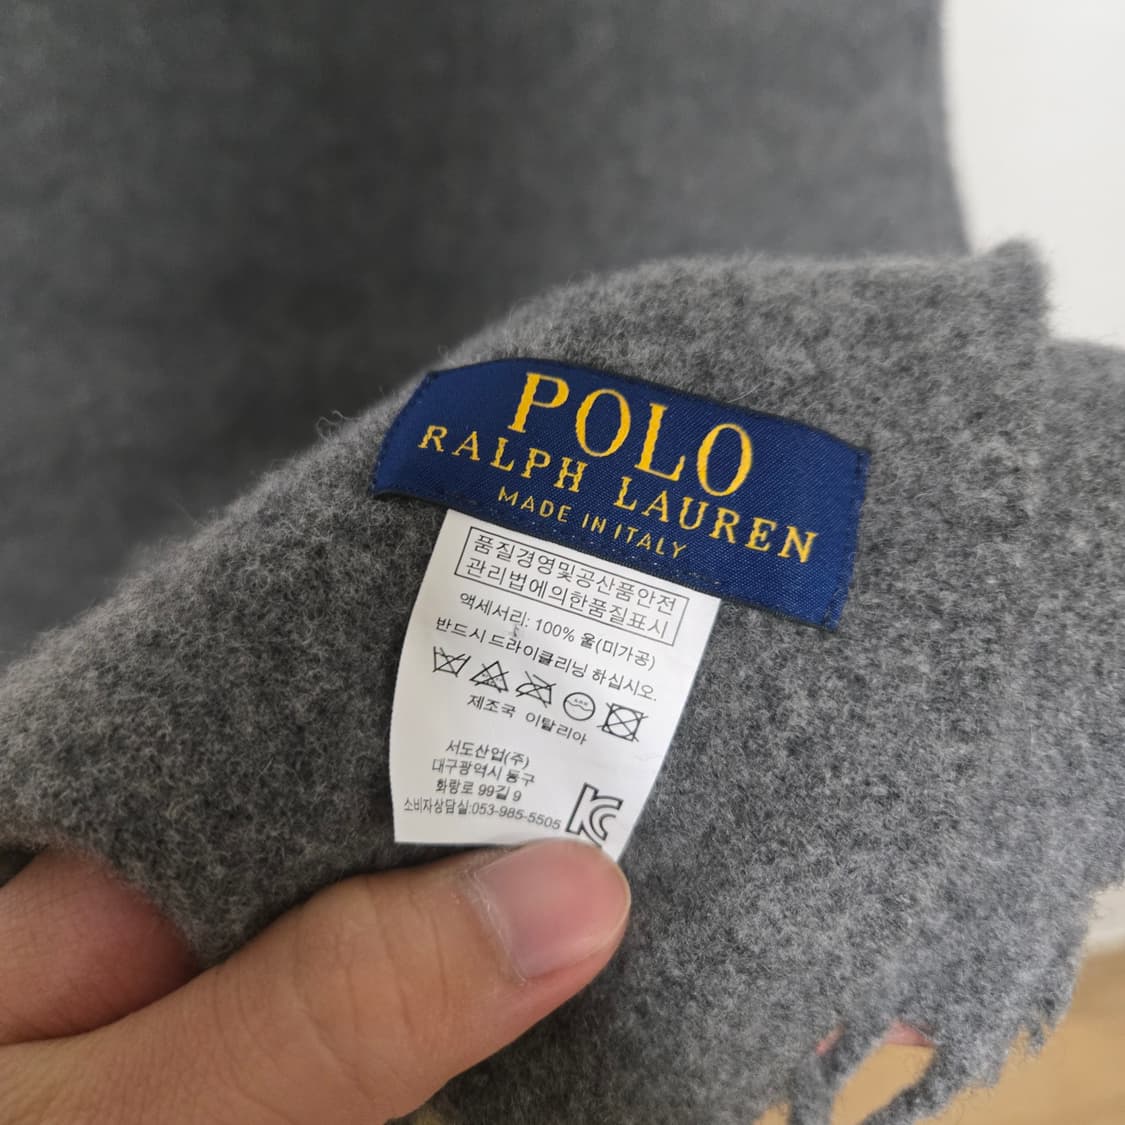 POLO
RALPH LAUREN
MADE IN ITALY
품질경영및공산품안전
관리법에의한품질표시
액세서리: 100% 울(미가공)
반드시 드라이클리닝 하십시오.
제조국 이탈리아
서도산업(주)
대구광역시 동구
화랑로 99길 9
소비자상담실:053-985-5505